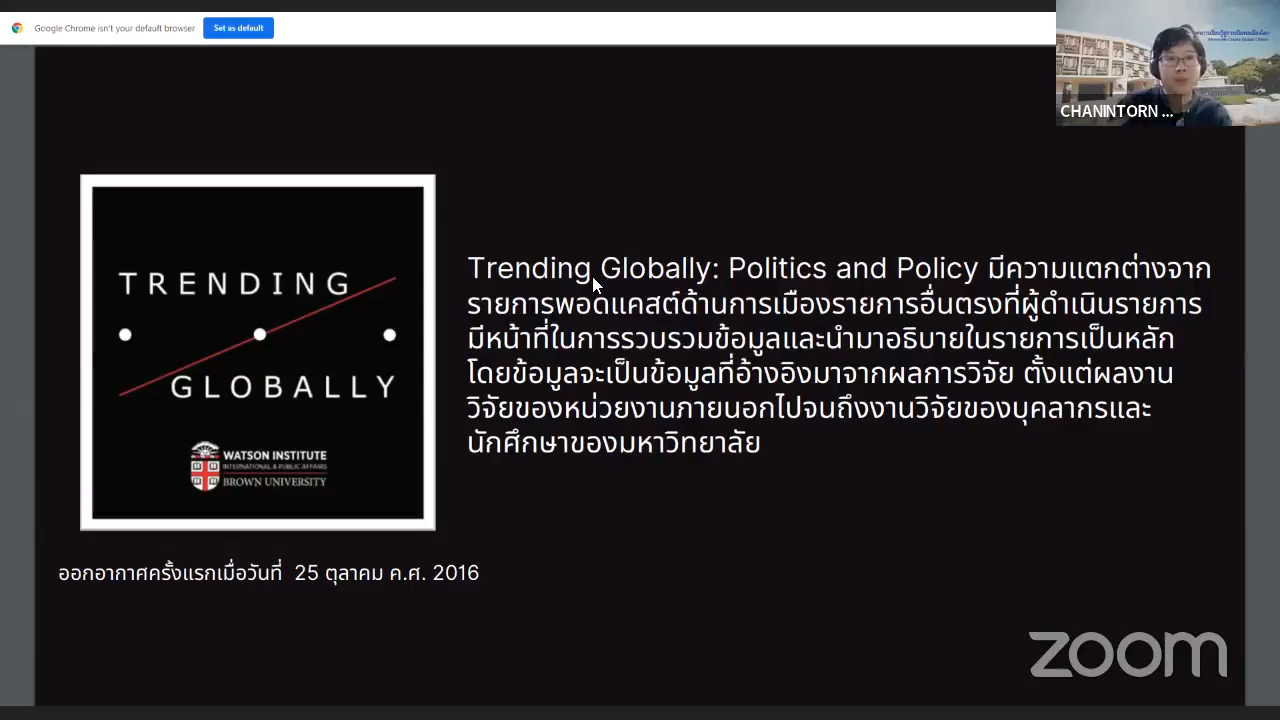 Google Chrome isn't your default browser
Set as default
CHANINTORN ...
Where We Create Global Citizen
TRENDING
GLOBALLY
WATSON INSTITUTE
INTERNATIONAL & PUBLIC AFFAIRS
BROWN UNIVERSITY
Trending Globally: Politics and Policy มีความแตกต่างจาก
รายการพอดแคสต์ด้านการเมืองรายการอื่นตรงที่ผู้ดำเนินรายการ
มีหน้าที่ในการรวบรวมข้อมูลและนำมาอธิบายในรายการเป็นหลัก
โดยข้อมูลจะเป็นข้อมูลที่อ้างอิงมาจากผลการวิจัย ตั้งแต่ผลงาน
วิจัยของหน่วยงานภายนอกไปจนถึงงานวิจัยของบุคลากรและ
นักศึกษาของมหาวิทยาลัย
ออกอากาศครั้งแรกเมื่อวันที่ 25 ตุลาคม ค.ศ. 2016
zoom